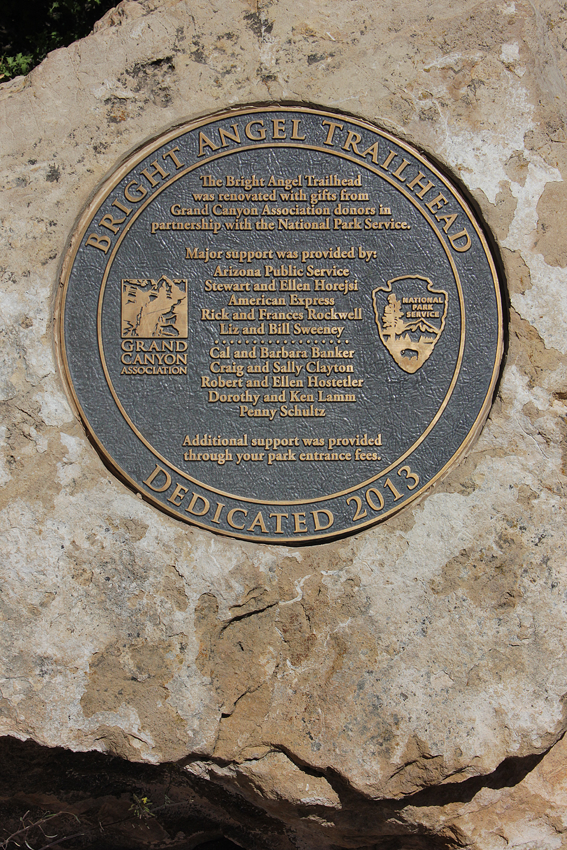 BRIGHT ANGEL TRAILHEAD
The Bright Angel Trailhead
was renovated with gifts from
Grand Canyon Association donors in
partnership with the National Park Service.
Major support was provided by:
Arizona Public Service
Stewart and Ellen Horejsi
American Express
Rick and Frances Rockwell
Liz and Bill Sweeney
Cal and Barbara Banker
Craig and Sally Clayton
Robert and Ellen Hostetler
Dorothy and Ken Lamm
Penny Schultz
GRAND
CANYON
ASSOCIATION
NATIONAL
PARK
SERVICE
Additional support was provided
through your park entrance fees.
DEDICATED 2013